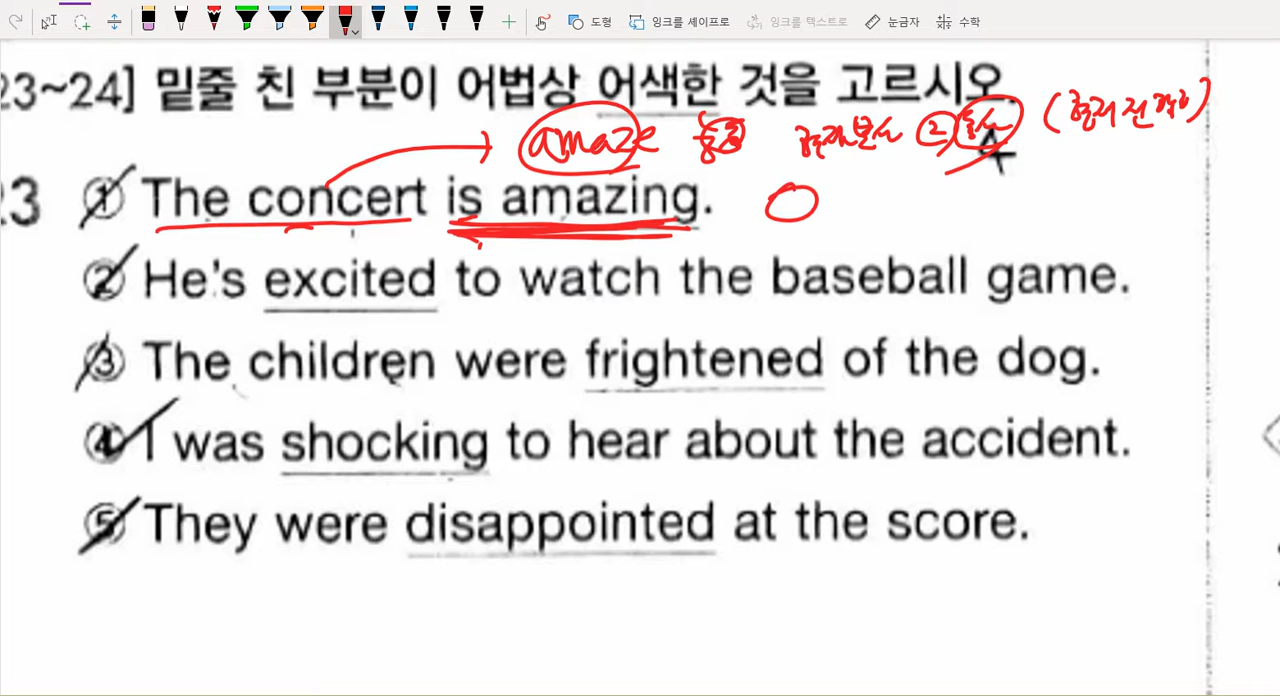 도형 잉크를 셰이프로 잉크를 텍스트로 눈금자 수학
23~24] 밑줄 친 부분이 어법상 어색한 것을 고르시오.
amaze
23 ① The concert is amazing.
② He's excited to watch the baseball game.
③ The children were frightened of the dog.
④ I was shocking to hear about the accident.
⑤ They were disappointed at the score.